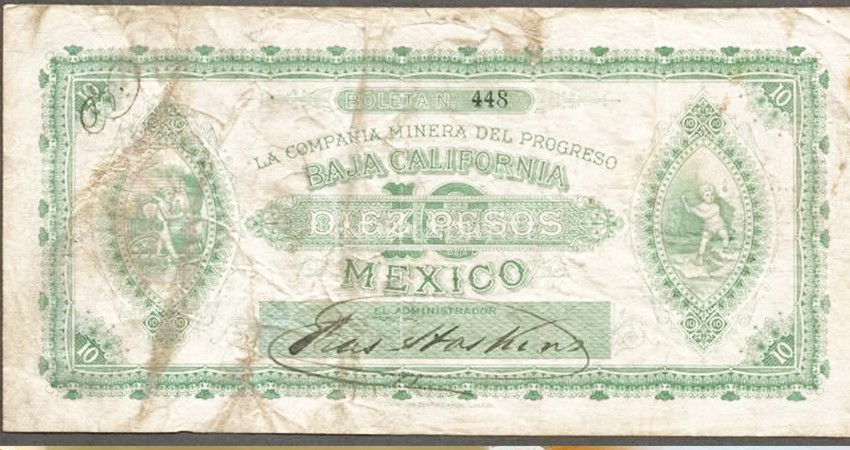 10
10
BOLETA N. 448
LA COMPAÑIA MINERA DEL PROGRESO
BAJA CALIFORNIA
10
DIEZ PESOS
MEXICO
EL ADMINISTRADOR
10
10